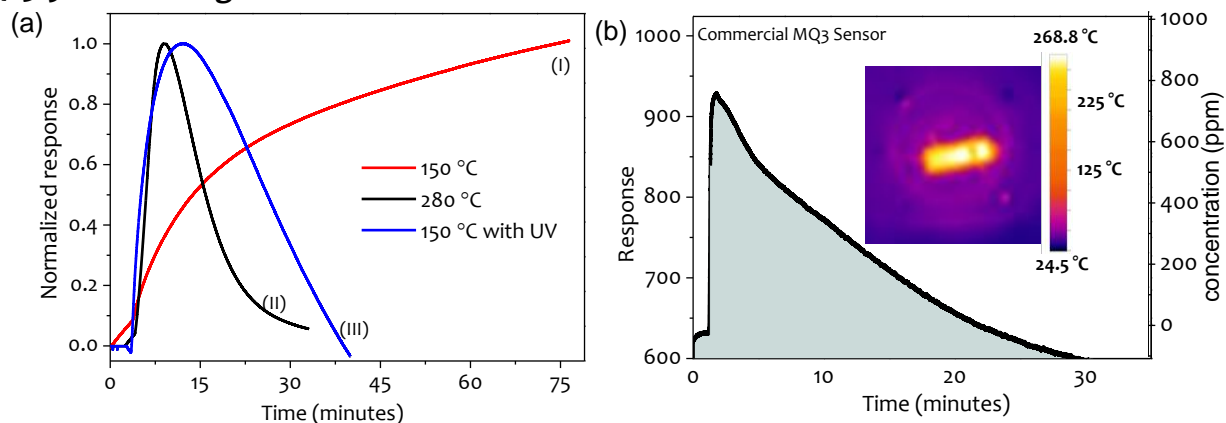 (a)
1.0
0.8
0.6
0.4
0.2
0.0
Normalized response
(I)
150 °C
280 °C
150 °C with UV
(II)
(III)
0
15
30
45
60
75
Time (minutes)
(b)
Commercial MQ3 Sensor
1000
900
800
700
600
Response
268.8 °C
225 °C
125 °C
24.5 °C
1000
800
600
400
200
0
concentration (ppm)
0
10
20
30
Time (minutes)